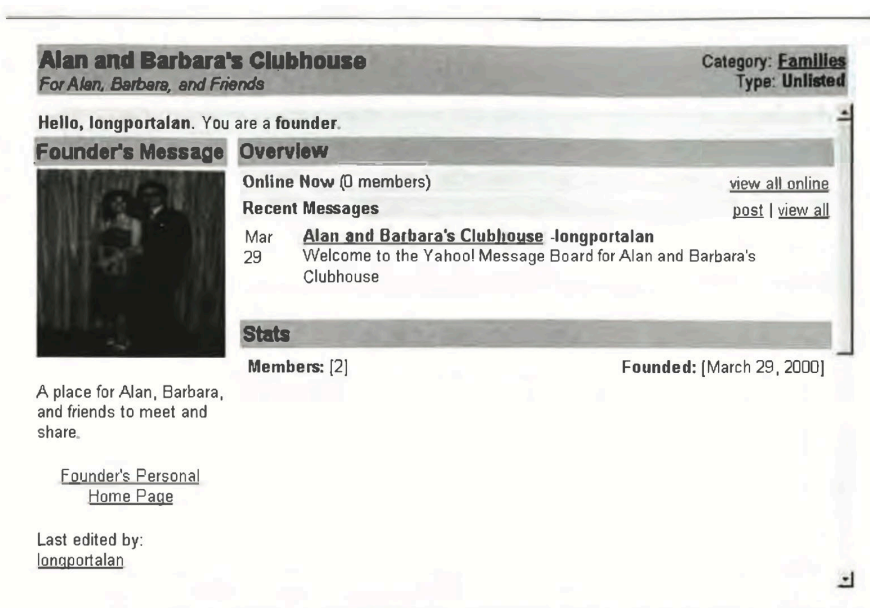 Alan and Barbara's Clubhouse
For Alan, Barbara, and Friends
Category: Families
Type: Unlisted
Hello, longportalan. You are a founder.
Founder's Message
Overview
Online Now (0 members)
view all online
Recent Messages
post | view all
Mar
29
Alan and Barbara's Clubhouse -longportalan
Welcome to the Yahoo! Message Board for Alan and Barbara's
Clubhouse
Stats
Members: [2]
Founded: [March 29, 2000]
A place for Alan, Barbara,
and friends to meet and
share.
Founder's Personal
Home Page
Last edited by:
longportalan